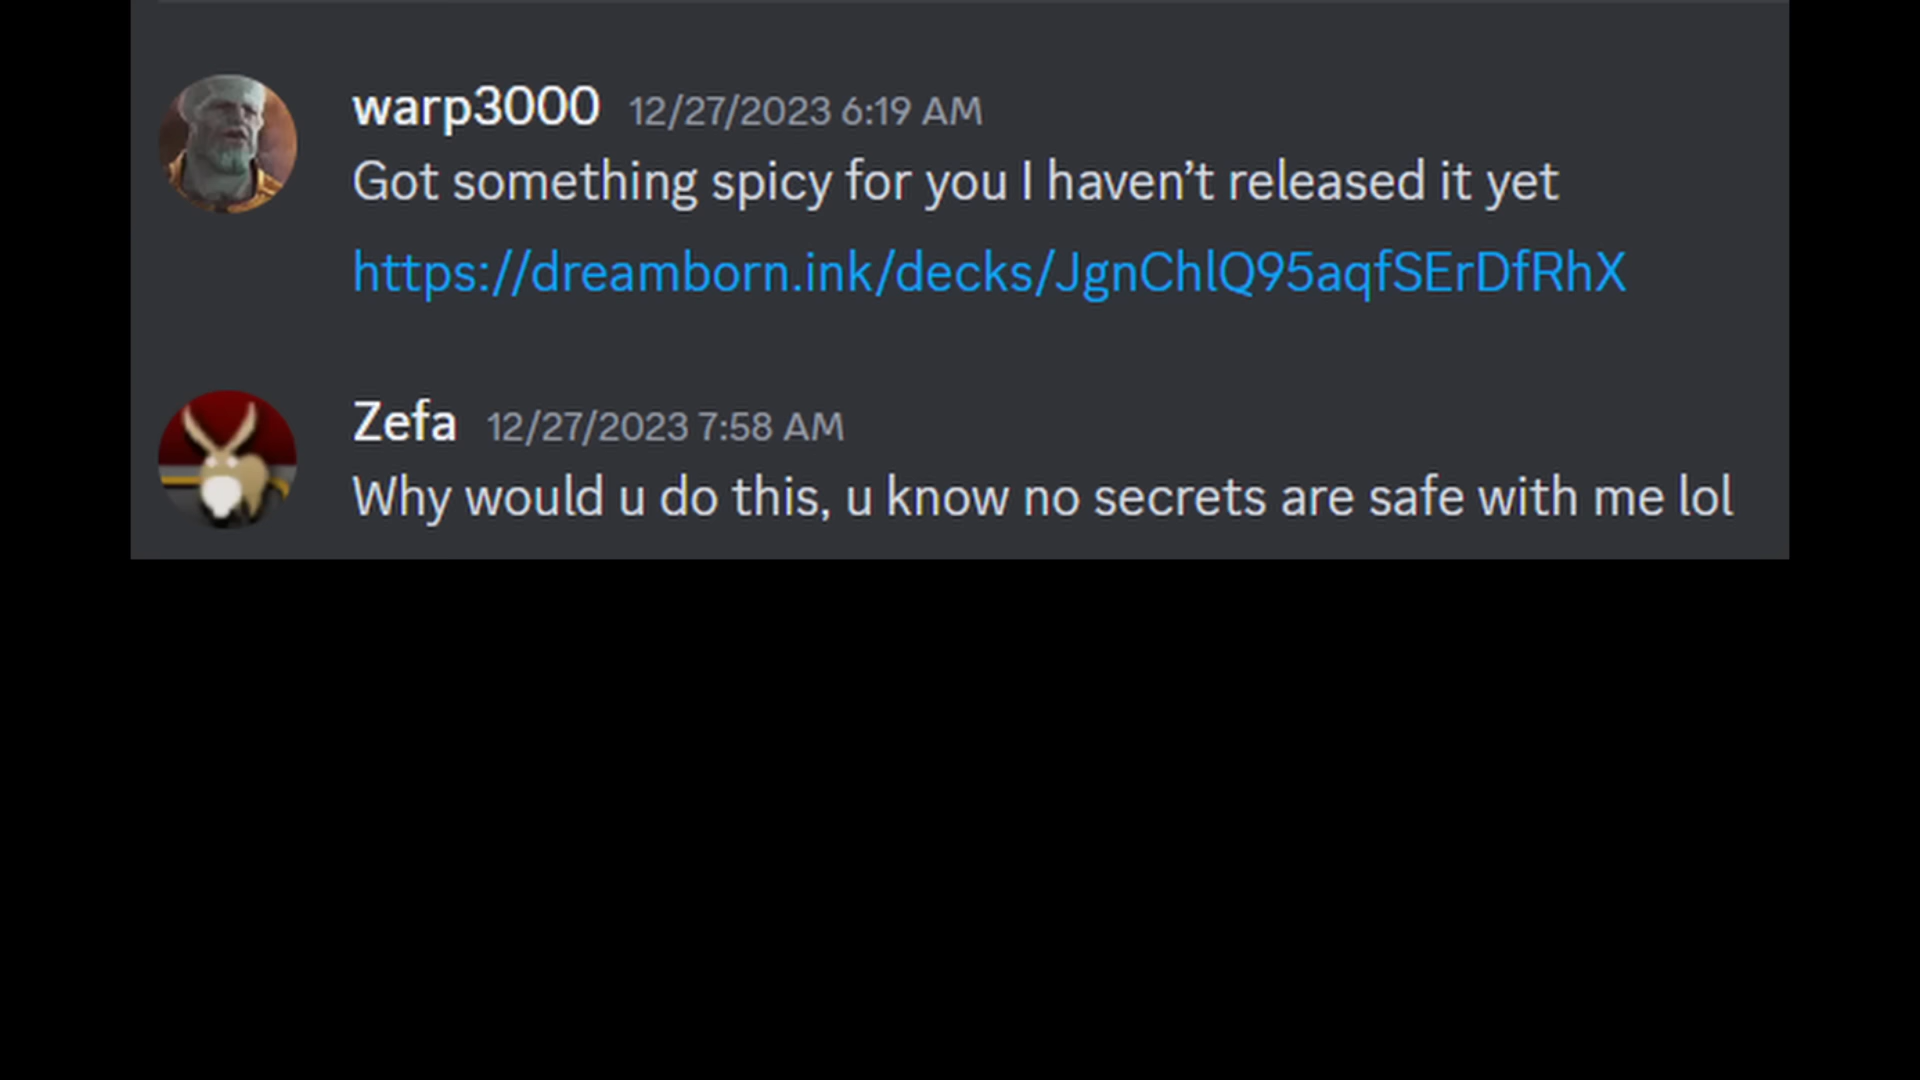 warp3000 12/27/2023 6:19 AM
Got something spicy for you I haven’t released it yet
https://dreamborn.ink/decks/JgnChlQ95aqfSErDfRhX
Zefa 12/27/2023 7:58 AM
Why would u do this, u know no secrets are safe with me lol